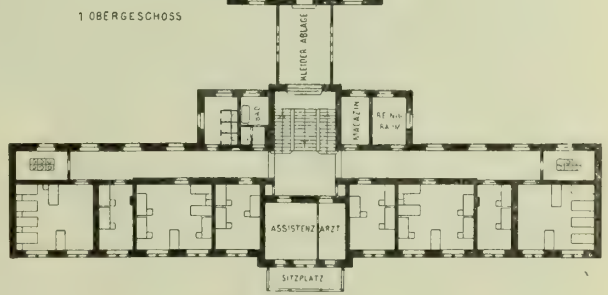 1 OBERGESCHOSS
KLEIDER ABLAGE
BAD
MAGAZIN
ASSISTENZ ARZT
SITZPLATZ